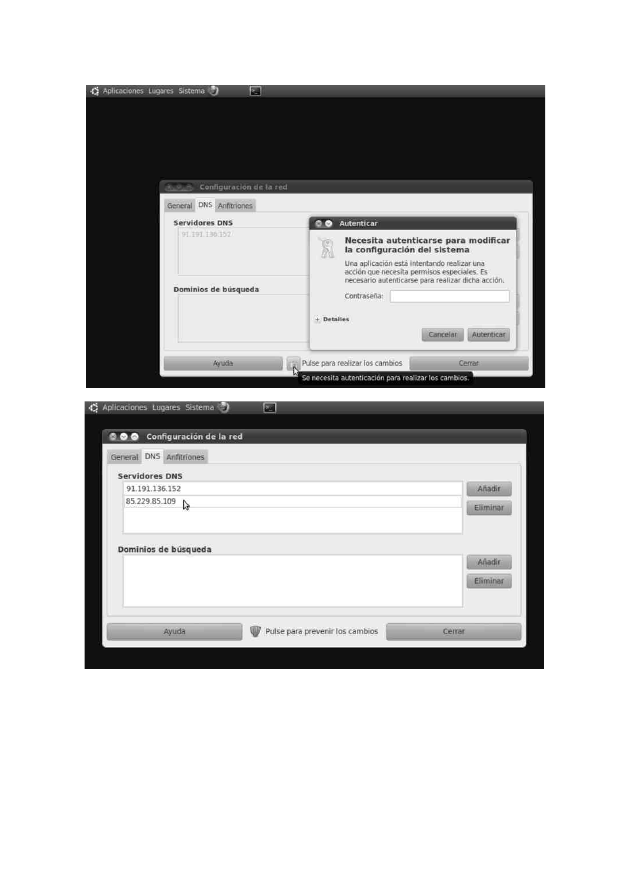 Aplicaciones Lugares Sistema
Configuración de la red
General DNS Anfitriones
Servidores DNS
91.191.136.152
Dominios de búsqueda
Autenticar
Necesita autenticarse para modificar
la configuración del sistema
Una aplicación está intentando realizar una
acción que necesita permisos especiales. Es
necesario autenticarse para realizar dicha acción.
Contraseña:
+ Detalles
Cancelar Autenticar
Ayuda Pulse para realizar los cambios Cerrar
Se necesita autenticación para realizar los cambios.
Aplicaciones Lugares Sistema
Configuración de la red
General DNS Anfitriones
Servidores DNS
91.191.136.152 Añadir
85.229.85.109 Eliminar
Dominios de búsqueda
Añadir
Eliminar
Ayuda Pulse para prevenir los cambios Cerrar